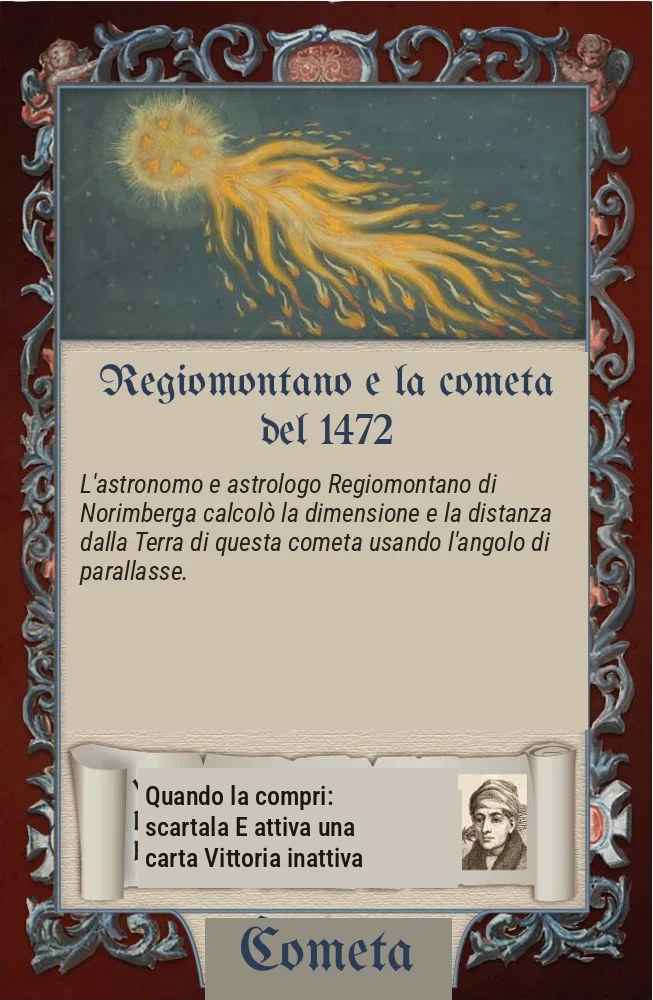 Regiomontano e la cometa
del 1472
L'astronomo e astrologo Regiomontano di
Norimberga calcolò la dimensione e la distanza
dalla Terra di questa cometa usando l'angolo di
parallasse.
Quando la compri:
scartala E attiva una
carta Vittoria inattiva
Cometa